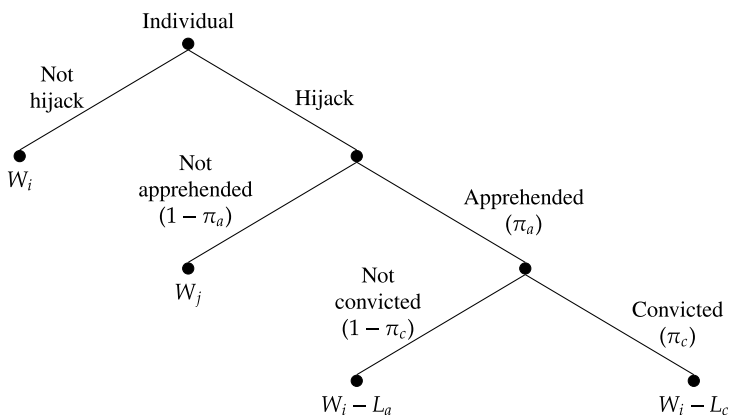 Individual
Not
hijack
Hijack
W_i
Not
apprehended
(1 − π_a)
Apprehended
(π_a)
W_j
Not
convicted
(1 − π_c)
Convicted
(π_c)
W_i − L_a
W_i − L_c